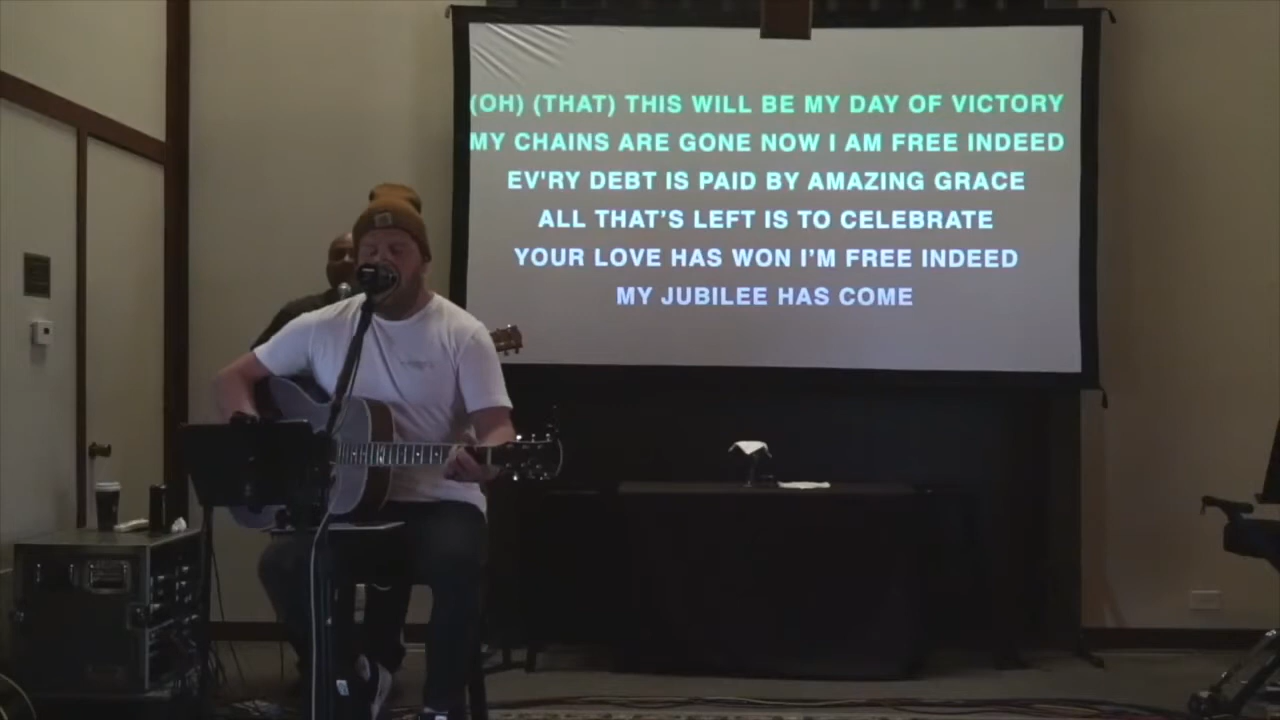 (OH) (THAT) THIS WILL BE MY DAY OF VICTORY
MY CHAINS ARE GONE NOW I AM FREE INDEED
EV'RY DEBT IS PAID BY AMAZING GRACE
ALL THAT’S LEFT IS TO CELEBRATE
YOUR LOVE HAS WON I’M FREE INDEED
MY JUBILEE HAS COME